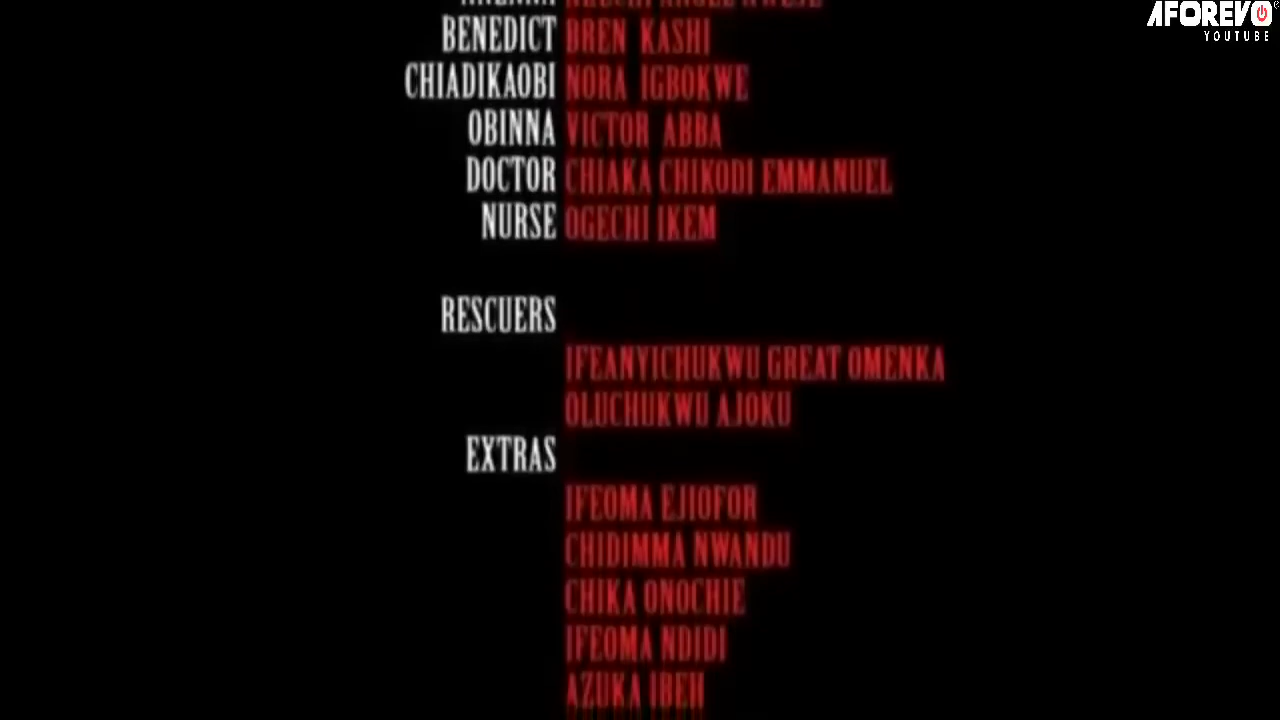 AFOREVO
YOUTUBE
BENEDICT BREN KASHI
CHIADIKAOBI NORA IGBOKWE
OBINNA VICTOR ABBA
DOCTOR CHIAKA CHIKODI EMMANUEL
NURSE OGECHI IKEM
RESCUERS
IFEANYICHUKWU GREAT OMENKA
OLUCHUKWU AJOKU
EXTRAS
IFEOMA EJIOFOR
CHIDIMMA NWANDU
CHIKA ONOCHIE
IFEOMA NDIDI
AZUKA IBEH